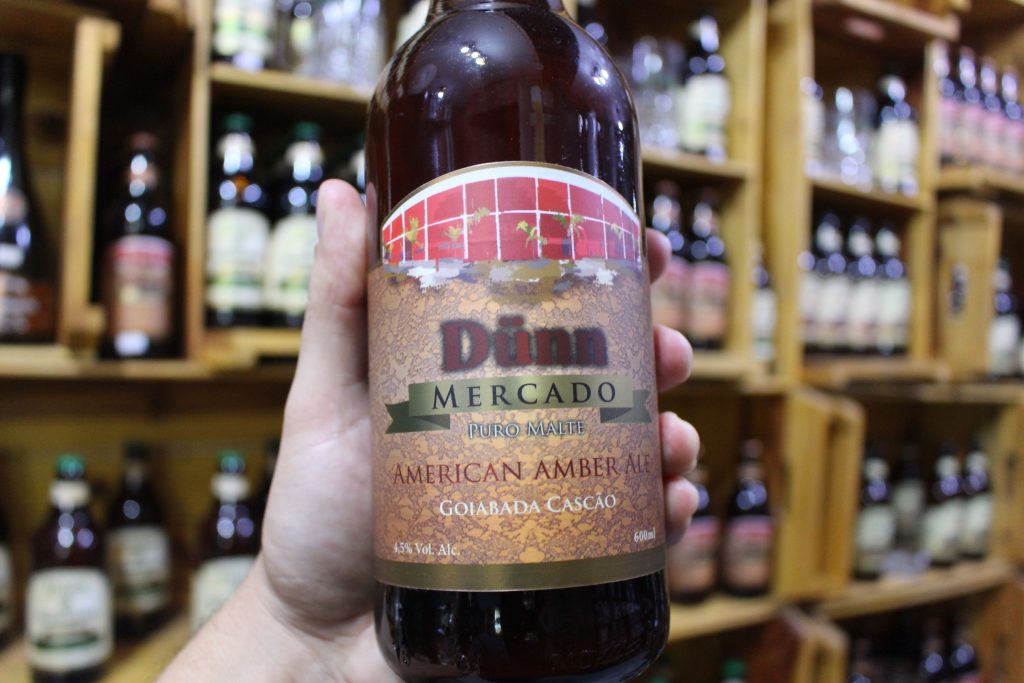 Dünn
MERCADO
PURO MALTE
AMERICAN AMBER ALE
GOIABADA CASCÃO
4,5% Vol. Alc.
600ml